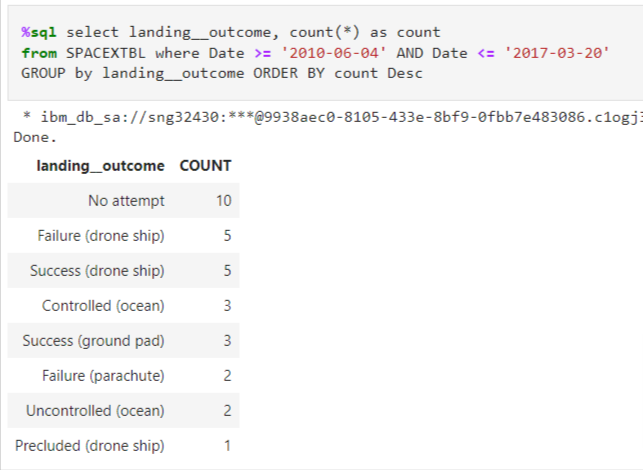 %sql select landing__outcome, count(*) as count
from SPACEXTBL where Date >= '2010-06-04' AND Date <= '2017-03-20'
GROUP by landing__outcome ORDER BY count Desc
* ibm_db_sa://sng32430:***@9938aec0-8105-433e-8bf9-0fbb7e483086.c1ogj3
Done.
landing__outcome COUNT
No attempt 10
Failure (drone ship) 5
Success (drone ship) 5
Controlled (ocean) 3
Success (ground pad) 3
Failure (parachute) 2
Uncontrolled (ocean) 2
Precluded (drone ship) 1